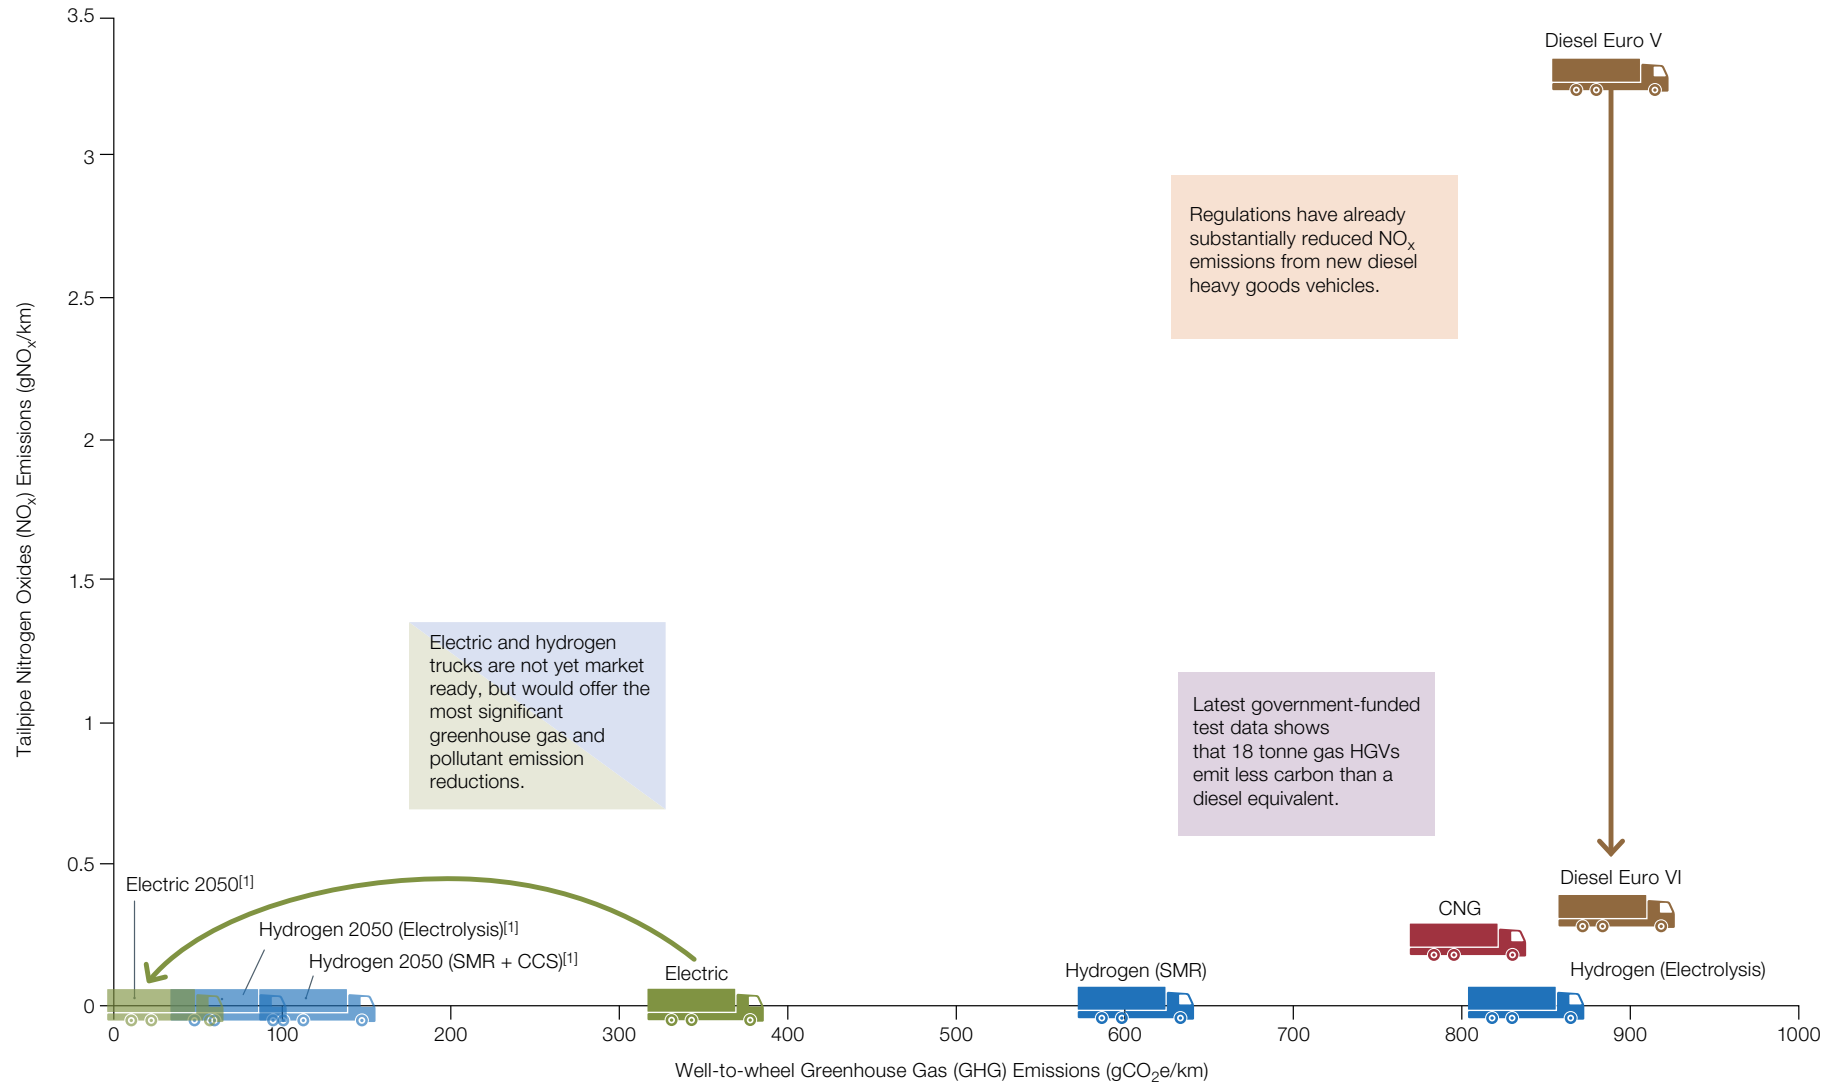 3.5
3
2.5
2
1.5
1
0.5
0
Tailpipe Nitrogen Oxides (NOx) Emissions (gNOx/km)
Diesel Euro V
Regulations have already
substantially reduced NOx
emissions from new diesel
heavy goods vehicles.
Electric and hydrogen
trucks are not yet market
ready, but would offer the
most significant
greenhouse gas and
pollutant emission
reductions.
Latest government-funded
test data shows
that 18 tonne gas HGVs
emit less carbon than a
diesel equivalent.
Electric 2050[1]
Hydrogen 2050 (Electrolysis)[1]
Hydrogen 2050 (SMR + CCS)[1]
Electric
Hydrogen (SMR)
CNG
Diesel Euro VI
Hydrogen (Electrolysis)
0 100 200 300 400 500 600 700 800 900 1000
Well-to-wheel Greenhouse Gas (GHG) Emissions (gCO2e/km)